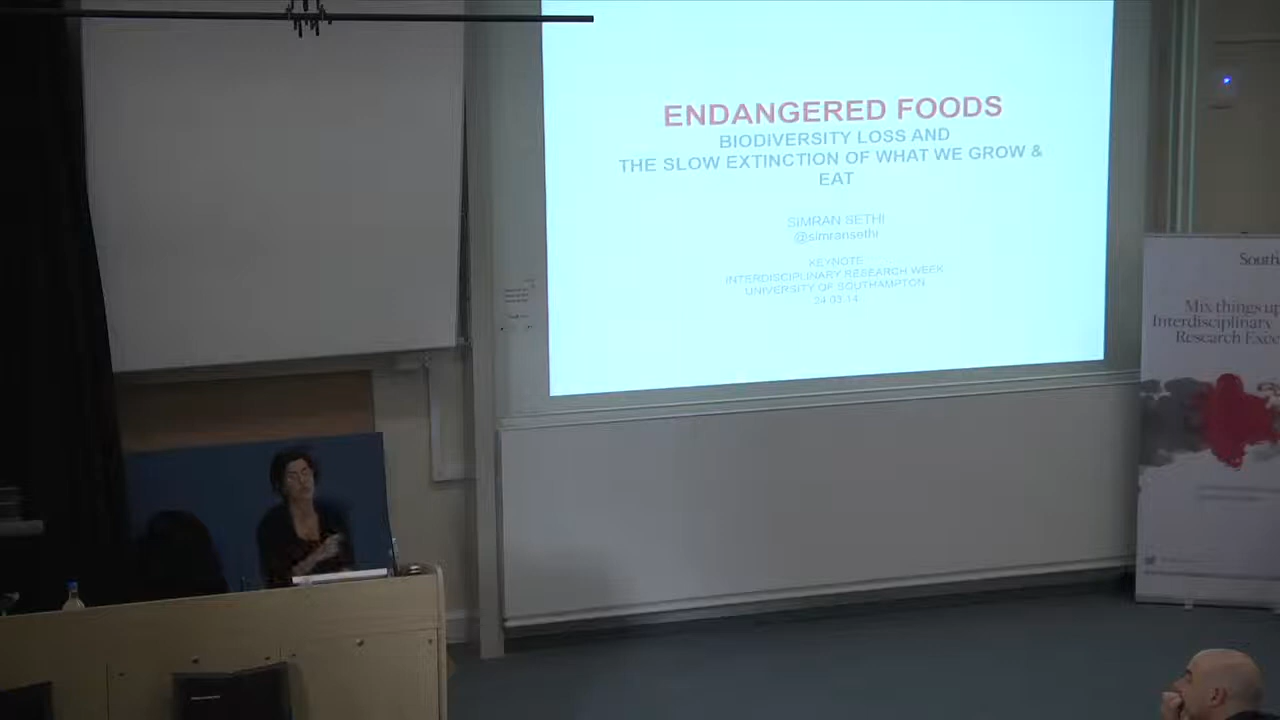 ENDANGERED FOODS
BIODIVERSITY LOSS AND
THE SLOW EXTINCTION OF WHAT WE GROW &
EAT
SIMRAN SETHI
@simransethi
KEYNOTE
INTERDISCIPLINARY RESEARCH WEEK
UNIVERSITY OF SOUTHAMPTON
24.03.14
South
Mix things up
Interdisciplinary
Research Exce